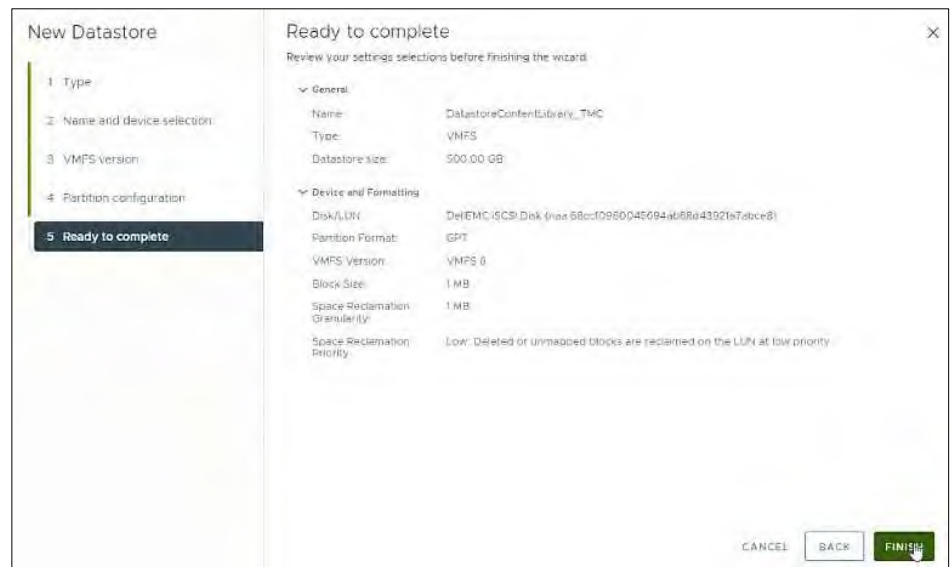 New Datastore
1 Type
2 Name and device selection
3 VMFS version
4 Partition configuration
5 Ready to complete
Ready to complete
Review your settings selections before finishing the wizard.
General
Name: DatastoreContentLibrary_TMC
Type: VMFS
Datastore size: 500.00 GB
Device and Formatting
Disk/LUN: DellEMC iSCSI Disk
Partition Format: GPT
VMFS Version: VMFS 6
Block Size: 1 MB
Space Reclamation
Granularity: 1 MB
Space Reclamation
Priority: Low: Deleted or unmapped blocks are reclaimed on the LUN at low priority
CANCEL
BACK
FINISH